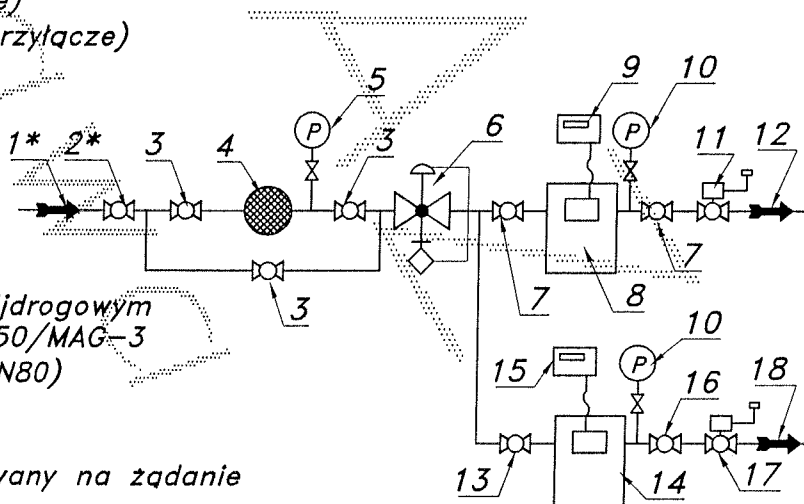 rzyłącze)
5
9
10
1* 2* 3 4 3 6 11 12
P
P
7 8 7
3
jdrogowym
50/MAG-3
N80)
10
15 P 16 18
13 14 17
wany na żądanie